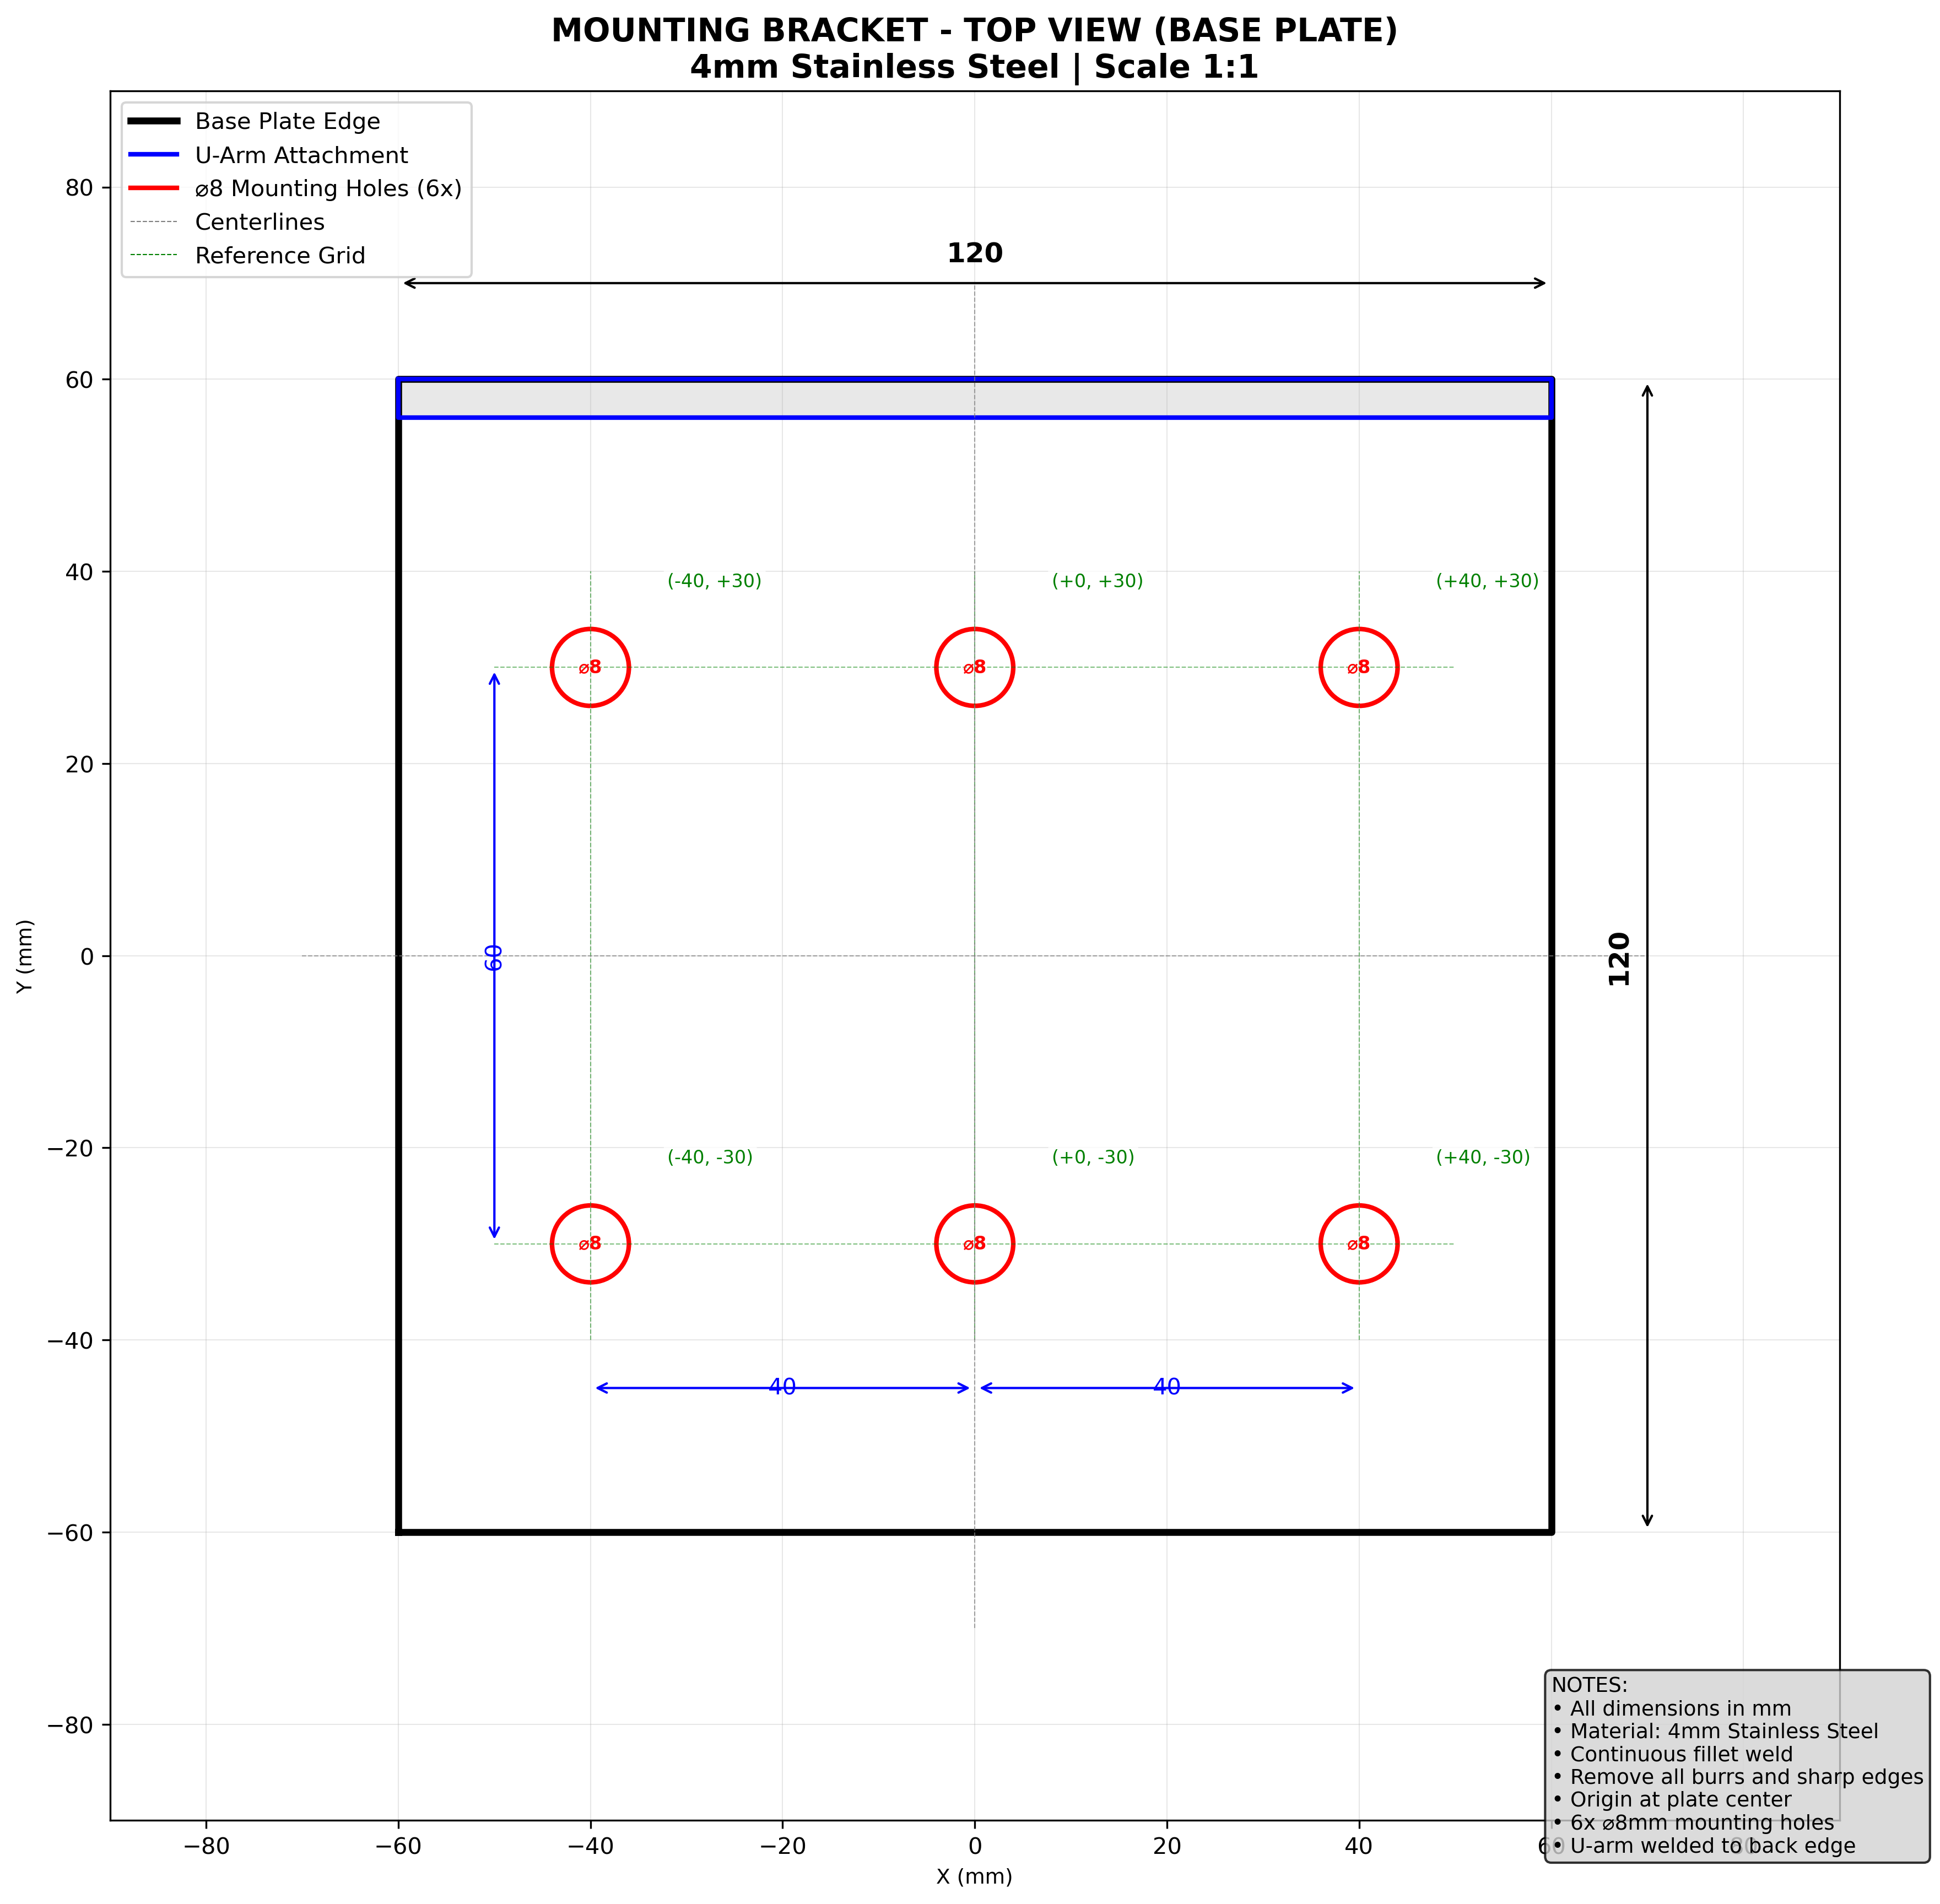 MOUNTING BRACKET - TOP VIEW (BASE PLATE)
4mm Stainless Steel | Scale 1:1
Base Plate Edge
U-Arm Attachment
⌀8 Mounting Holes (6x)
Centerlines
Reference Grid
120
80
60
40
20
0
−20
−40
−60
−80
Y (mm)
(-40, +30)
(+0, +30)
(+40, +30)
⌀8
⌀8
⌀8
60
120
(-40, -30)
(+0, -30)
(+40, -30)
⌀8
⌀8
⌀8
40
40
NOTES:
• All dimensions in mm
• Material: 4mm Stainless Steel
• Continuous fillet weld
• Remove all burrs and sharp edges
• Origin at plate center
• 6x ⌀8mm mounting holes
• U-arm welded to back edge
−80
−60
−40
−20
0
20
40
60
80
X (mm)